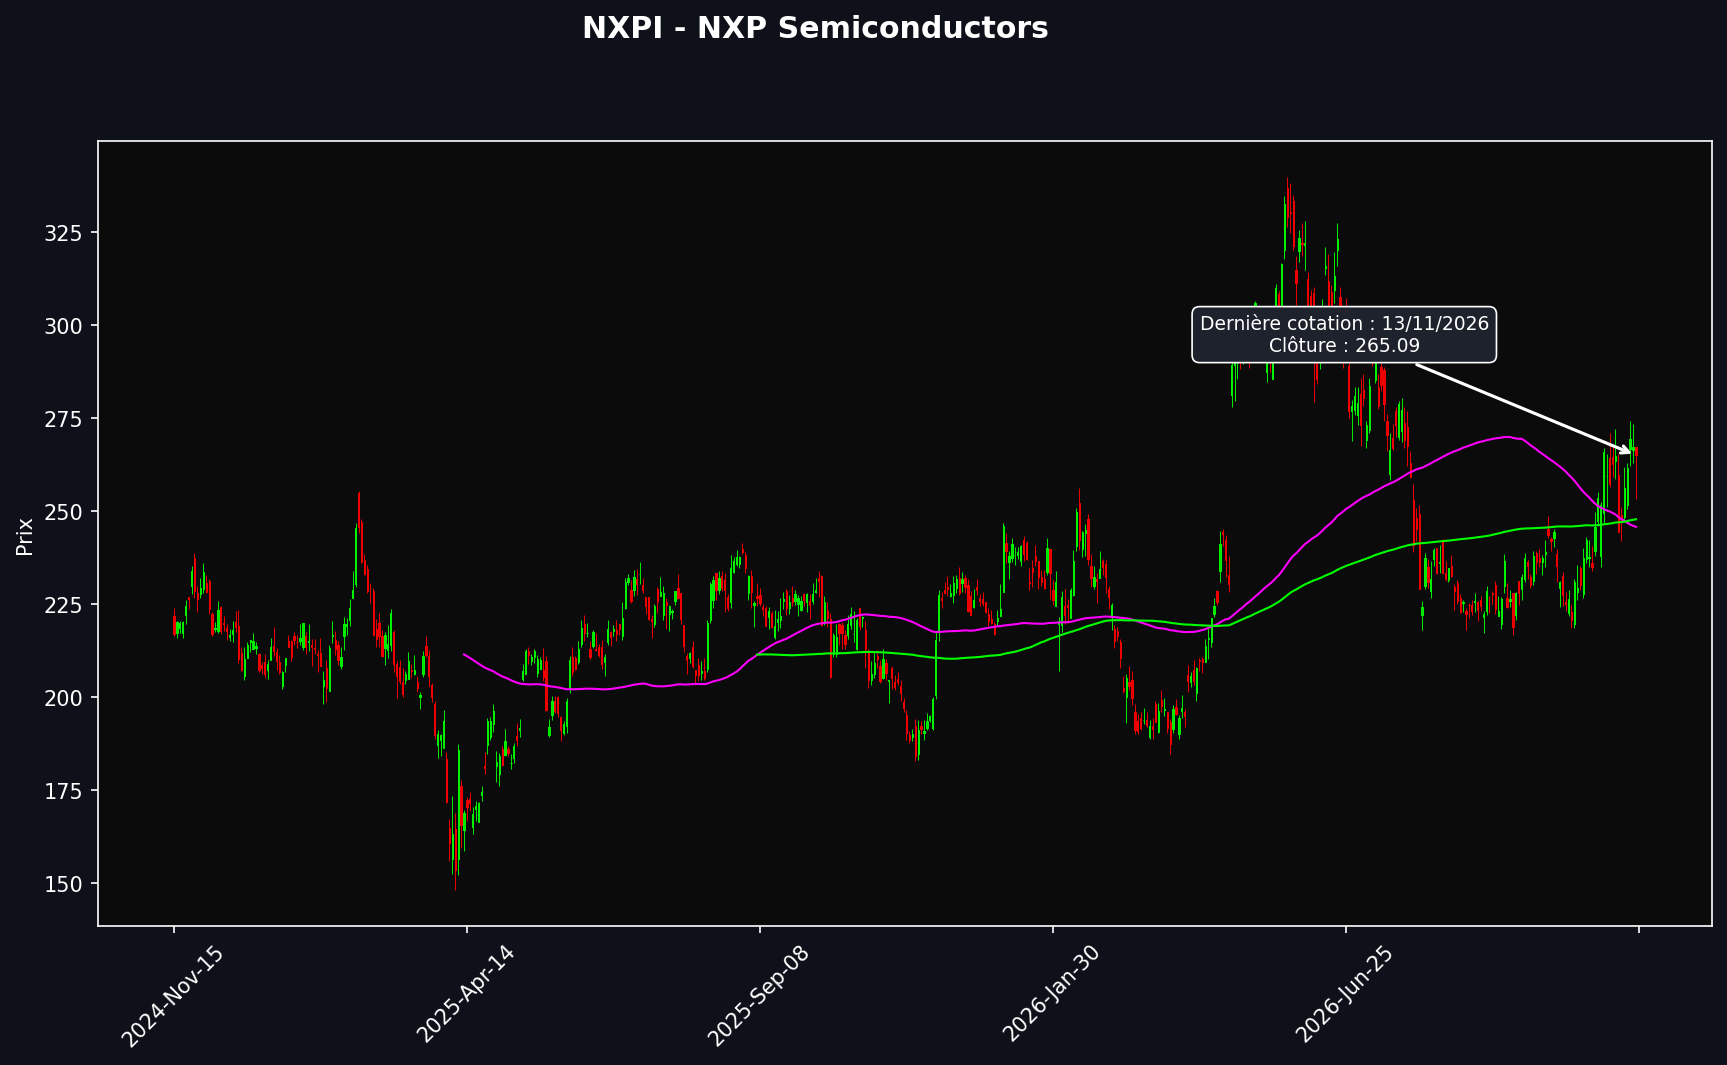 NXPI - NXP Semiconductors
Prix
325
300
275
250
225
200
175
150
Dernière cotation : 13/11/2026
Clôture : 265.09
2024-Nov-15
2025-Apr-14
2025-Sep-08
2026-Jan-30
2026-Jun-25